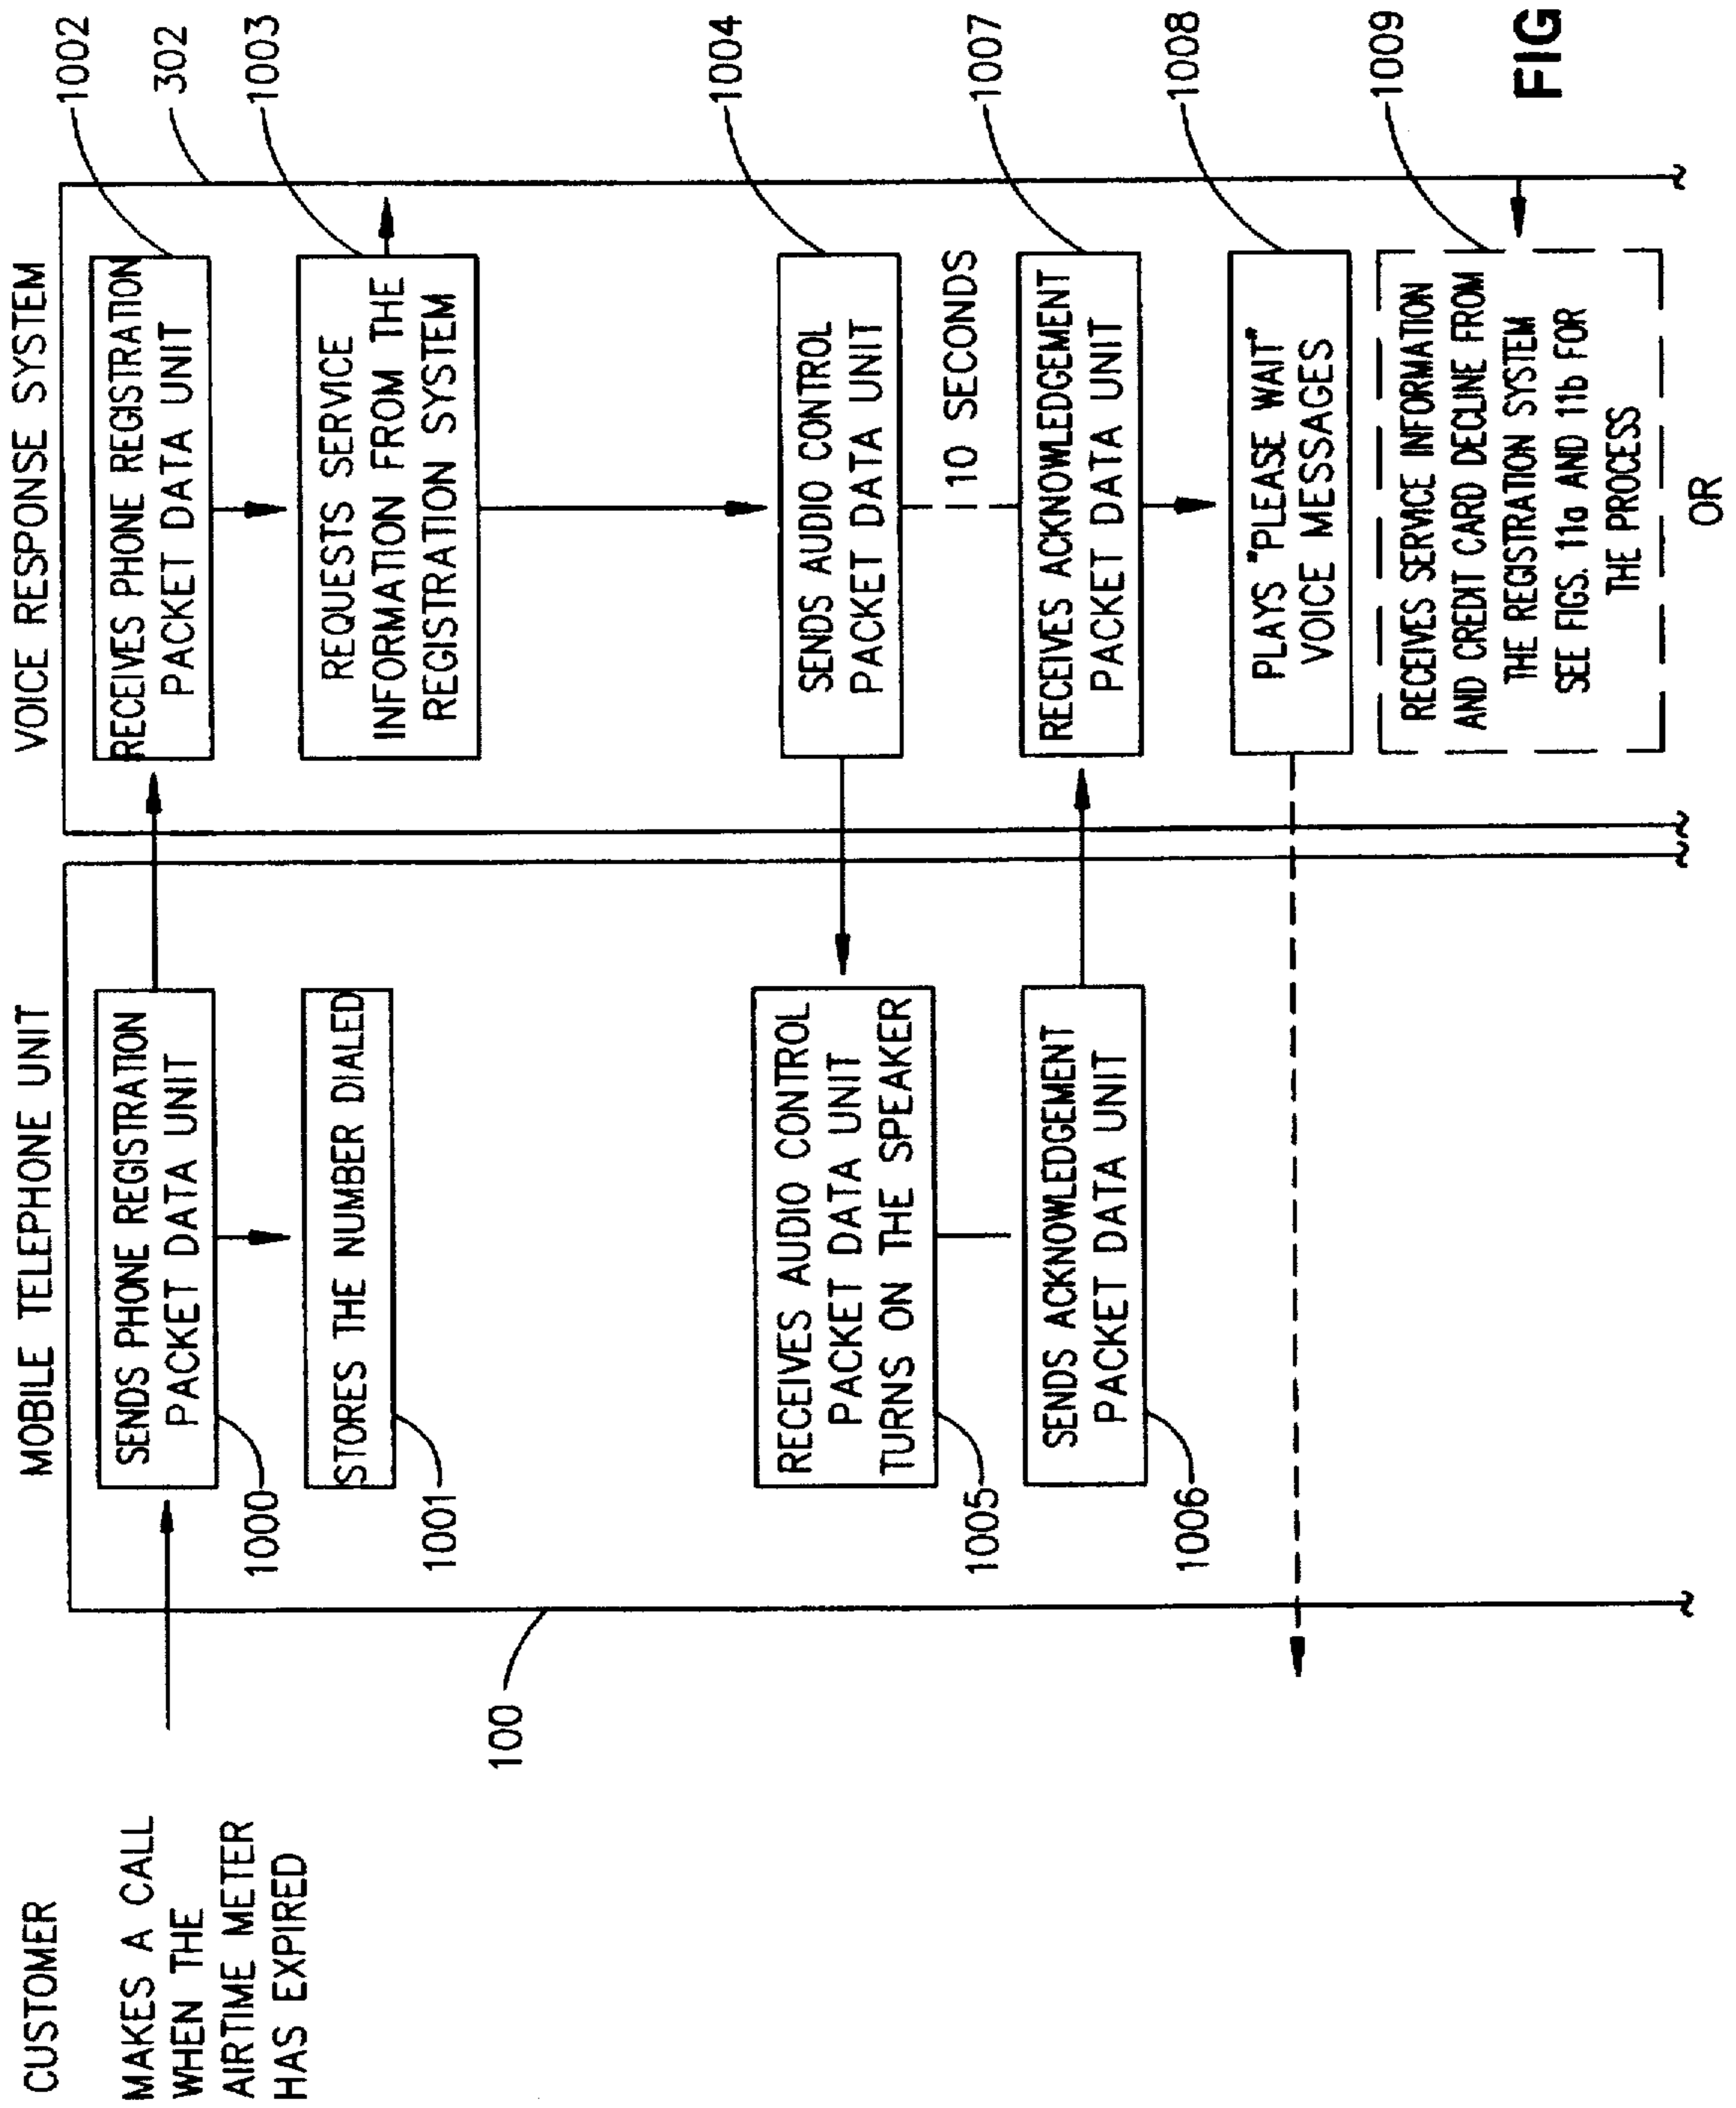 CUSTOMER
MAKES A CALL
WHEN THE
AIRTIME METER
HAS EXPIRED
MOBILE TELEPHONE UNIT
SENDS PHONE REGISTRATION
PACKET DATA UNIT
1000
STORES THE NUMBER DIALED
1001
RECEIVES AUDIO CONTROL
PACKET DATA UNIT
TURNS ON THE SPEAKER
1005
SENDS ACKNOWLEDGEMENT
PACKET DATA UNIT
1006
100
VOICE RESPONSE SYSTEM
RECEIVES PHONE REGISTRATION
PACKET DATA UNIT
1002
302
REQUESTS SERVICE
INFORMATION FROM THE
REGISTRATION SYSTEM
1003
SENDS AUDIO CONTROL
PACKET DATA UNIT
1004
10 SECONDS
RECEIVES ACKNOWLEDGEMENT
PACKET DATA UNIT
1007
PLAYS "PLEASE WAIT"
VOICE MESSAGES
1008
RECEIVES SERVICE INFORMATION
AND CREDIT CARD DECLINE FROM
THE REGISTRATION SYSTEM
SEE FIGS. 11a AND 11b FOR
THE PROCESS
1009
OR
FIG